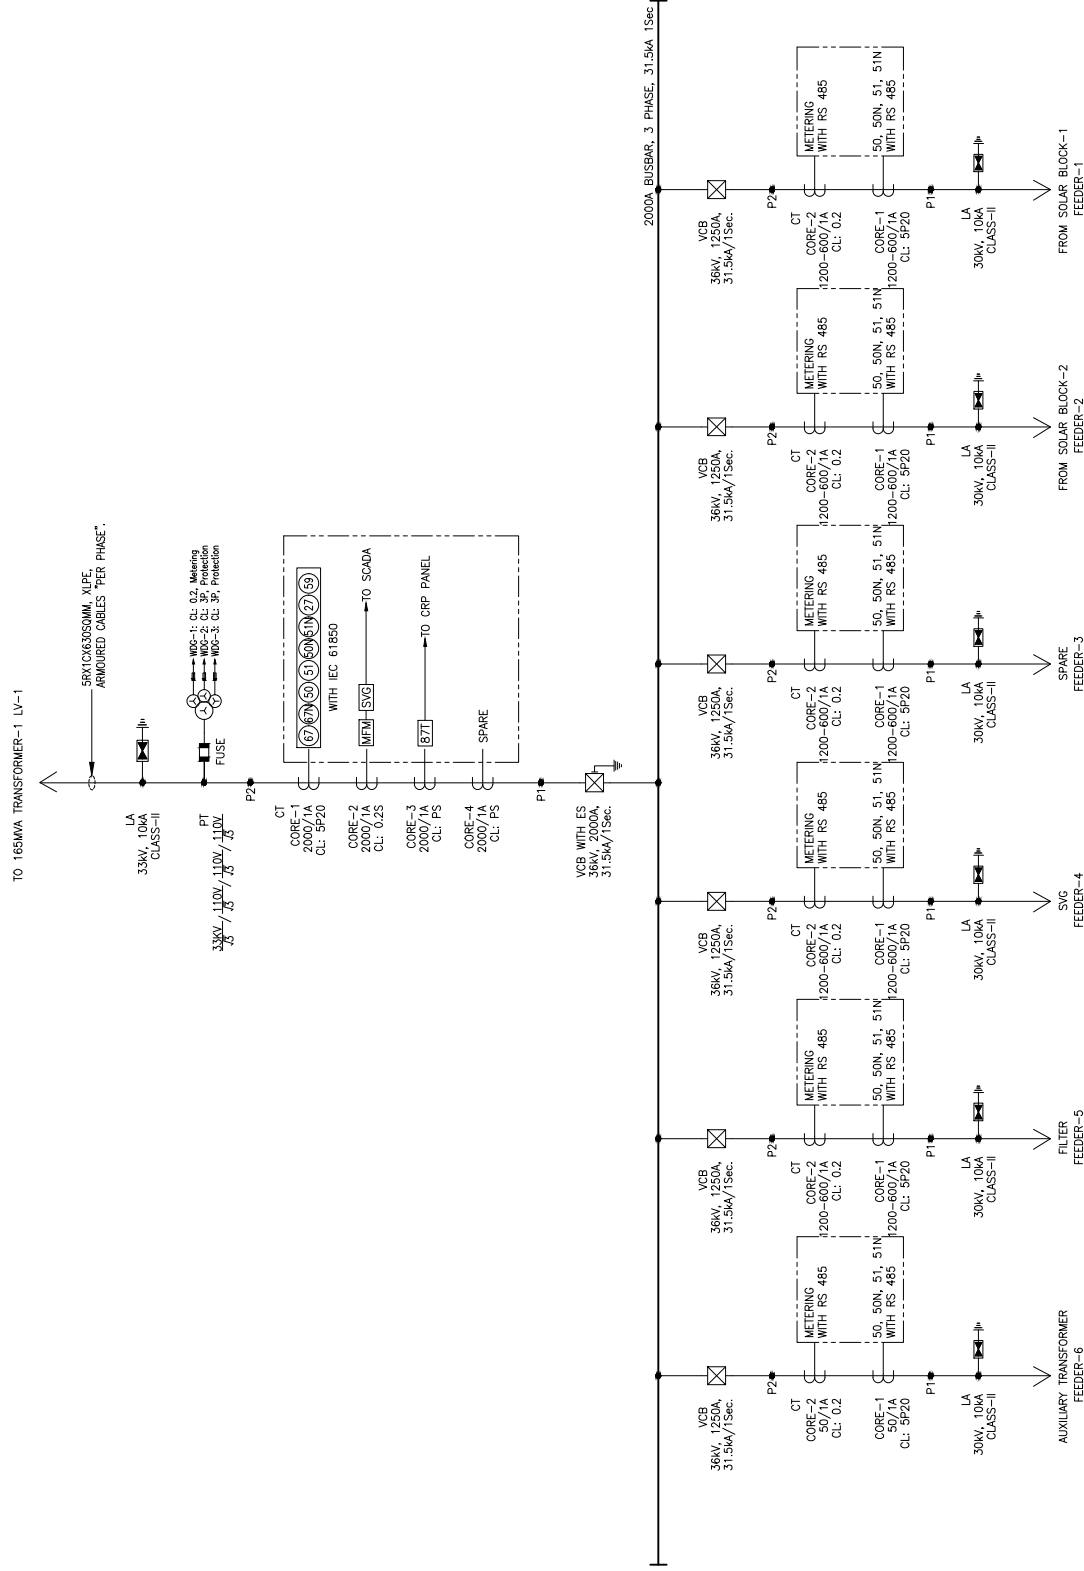 TO 165MVA TRANSFORMER-1 LV-1
5RX1CX630SQMM, XLPE,
ARMOURED CABLES "PER PHASE".
LA
33kV, 10kA
CLASS-II
WDG-1: CL: 0.2, Metering
WDG-2: CL: 3P, Protection
WDG-3: CL: 3P, Protection
FUSE
PT
33KV / 110V / 110V / 110V
√3 / √3 / √3 / √3
P2
CT
CORE-1
2000/1A
CL: 5P20
67 67N 50 51 50N 51N 27 59
WITH IEC 61850
CORE-2
2000/1A
CL: 0.2S
MFM SVG TO SCADA
CORE-3
2000/1A
CL: PS
87T TO CRP PANEL
CORE-4
2000/1A
CL: PS
SPARE
P1
VCB WITH ES
36kV, 2000A,
31.5kA/1Sec.
2000A BUSBAR, 3 PHASE, 31.5kA 1Sec
VCB
36kV, 1250A,
31.5kA/1Sec.
P2
CT
CORE-2
50/1A
CL: 0.2
METERING
WITH RS 485
CORE-1
50/1A
CL: 5P20
50, 50N, 51, 51N
WITH RS 485
P1
LA
30kV, 10kA
CLASS-II
AUXILIARY TRANSFORMER
FEEDER-6
VCB
36kV, 1250A,
31.5kA/1Sec.
P2
CT
CORE-2
1200-600/1A
CL: 0.2
METERING
WITH RS 485
CORE-1
1200-600/1A
CL: 5P20
50, 50N, 51, 51N
WITH RS 485
P1
LA
30kV, 10kA
CLASS-II
FILTER
FEEDER-5
VCB
36kV, 1250A,
31.5kA/1Sec.
P2
CT
CORE-2
1200-600/1A
CL: 0.2
METERING
WITH RS 485
CORE-1
1200-600/1A
CL: 5P20
50, 50N, 51, 51N
WITH RS 485
P1
LA
30kV, 10kA
CLASS-II
SVG
FEEDER-4
VCB
36kV, 1250A,
31.5kA/1Sec.
P2
CT
CORE-2
1200-600/1A
CL: 0.2
METERING
WITH RS 485
CORE-1
1200-600/1A
CL: 5P20
50, 50N, 51, 51N
WITH RS 485
P1
LA
30kV, 10kA
CLASS-II
SPARE
FEEDER-3
VCB
36kV, 1250A,
31.5kA/1Sec.
P2
CT
CORE-2
1200-600/1A
CL: 0.2
METERING
WITH RS 485
CORE-1
1200-600/1A
CL: 5P20
50, 50N, 51, 51N
WITH RS 485
P1
LA
30kV, 10kA
CLASS-II
FROM SOLAR BLOCK-2
FEEDER-2
VCB
36kV, 1250A,
31.5kA/1Sec.
P2
CT
CORE-2
1200-600/1A
CL: 0.2
METERING
WITH RS 485
CORE-1
1200-600/1A
CL: 5P20
50, 50N, 51, 51N
WITH RS 485
P1
LA
30kV, 10kA
CLASS-II
FROM SOLAR BLOCK-1
FEEDER-1